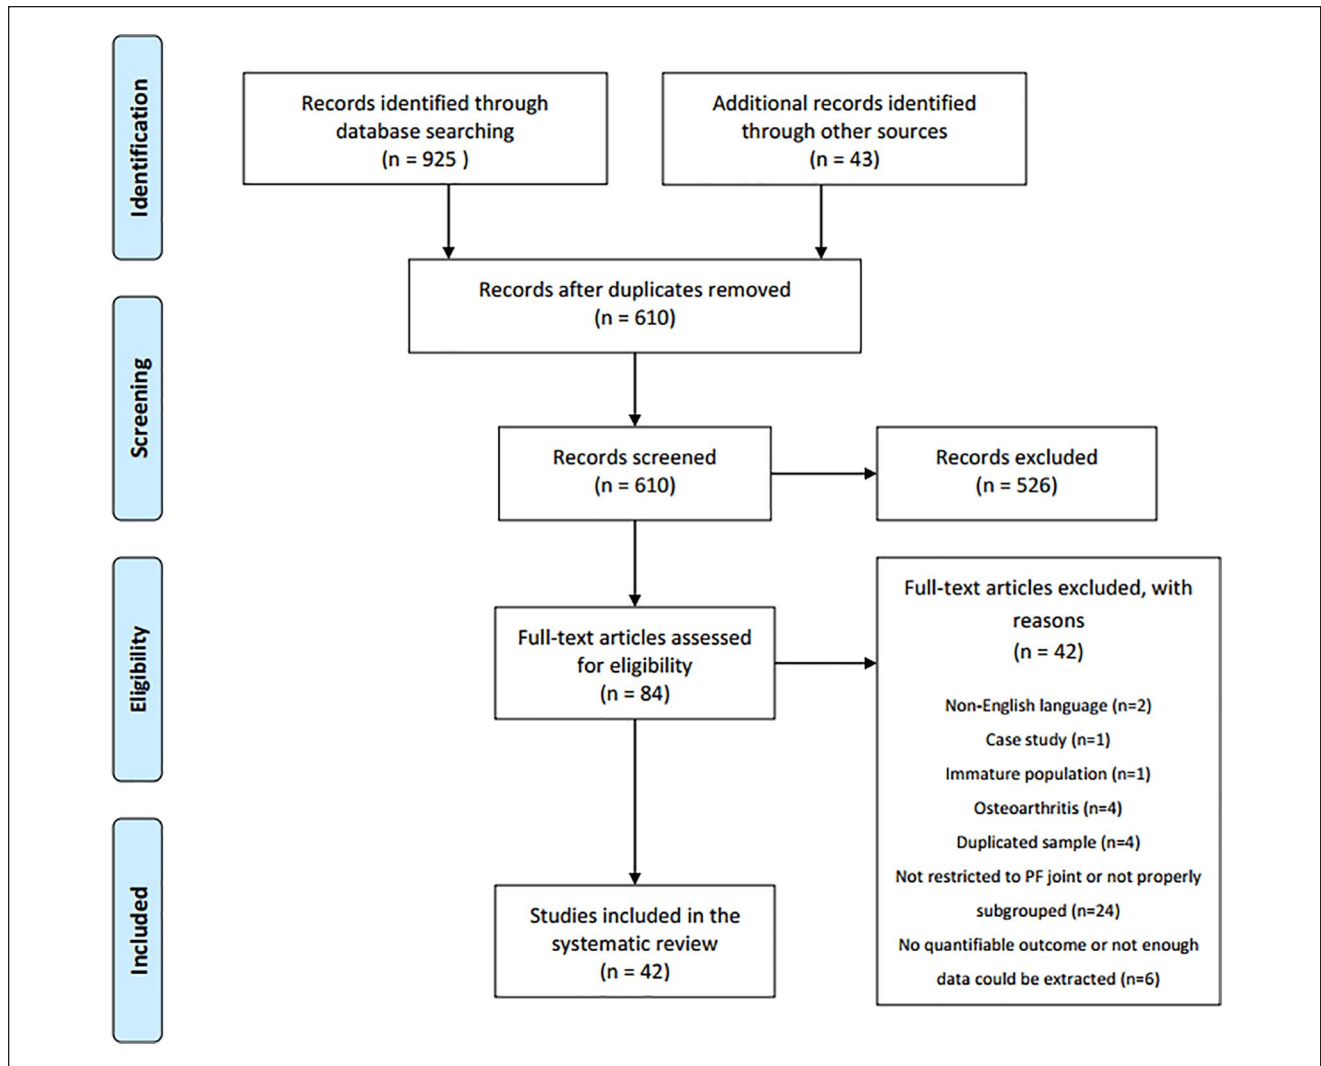 Identification
Records identified through
database searching
(n = 925 )
Additional records identified
through other sources
(n = 43)
Screening
Records after duplicates removed
(n = 610)
Records screened
(n = 610)
Records excluded
(n = 526)
Eligibility
Full-text articles assessed
for eligibility
(n = 84)
Full-text articles excluded, with
reasons
(n = 42)
Non-English language (n=2)
Case study (n=1)
Immature population (n=1)
Osteoarthritis (n=4)
Duplicated sample (n=4)
Not restricted to PF joint or not properly
subgrouped (n=24)
No quantifiable outcome or not enough
data could be extracted (n=6)
Included
Studies included in the
systematic review
(n = 42)